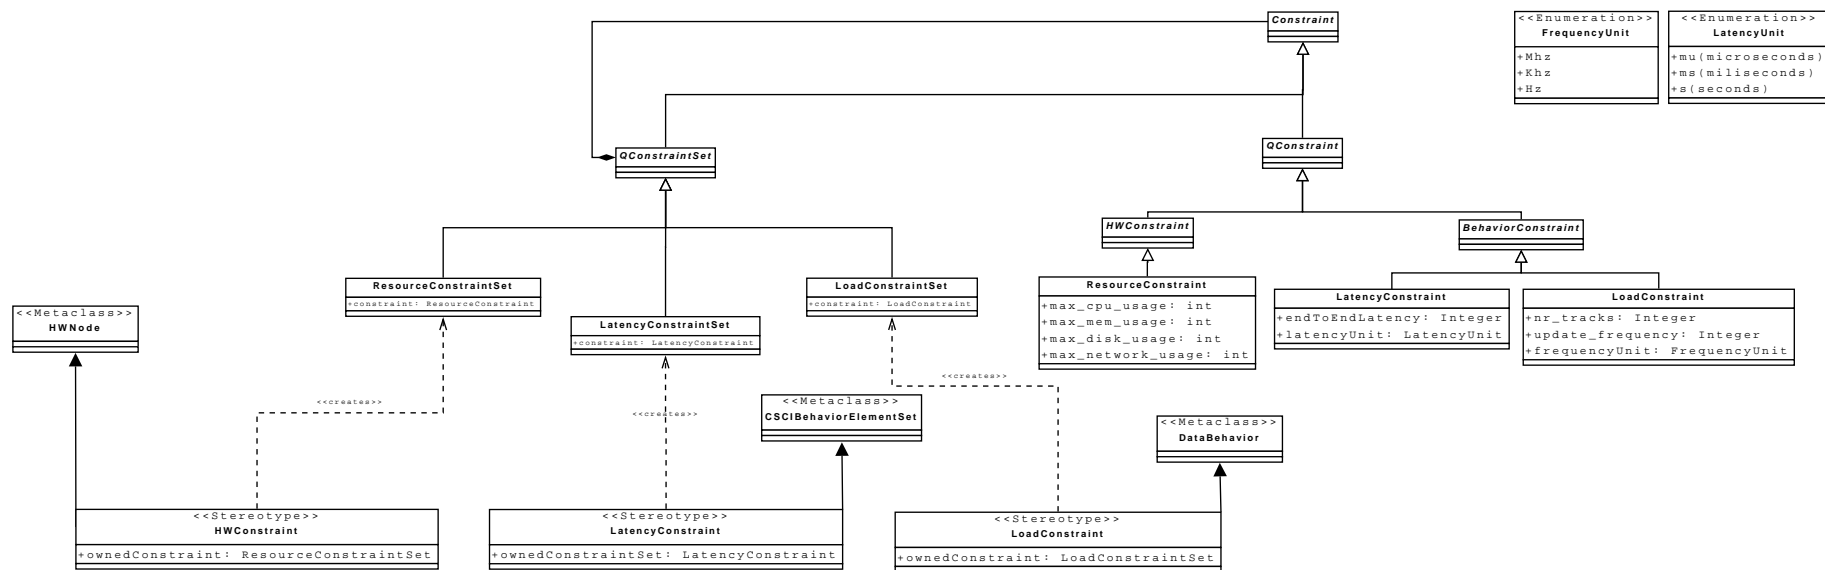 Constraint
<<Enumeration>>
FrequencyUnit
+Mhz
+Khz
+Hz
<<Enumeration>>
LatencyUnit
+mu(microseconds)
+ms(miliseconds)
+s(seconds)
QConstraintSet
QConstraint
HWConstraint
BehaviorConstraint
ResourceConstraintSet
+constraint: ResourceConstraint
LatencyConstraintSet
+constraint: LatencyConstraint
LoadConstraintSet
+constraint: LoadConstraint
ResourceConstraint
+max_cpu_usage: int
+max_mem_usage: int
+max_disk_usage: int
+max_network_usage: int
LatencyConstraint
+endToEndLatency: Integer
+latencyUnit: LatencyUnit
LoadConstraint
+nr_tracks: Integer
+update_frequency: Integer
+frequencyUnit: FrequencyUnit
<<Metaclass>>
HWNode
<<creates>>
<<creates>>
<<creates>>
<<Metaclass>>
CSCIBehaviorElementSet
<<Metaclass>>
DataBehavior
<<Stereotype>>
HWConstraint
+ownedConstraint: ResourceConstraintSet
<<Stereotype>>
LatencyConstraint
+ownedConstraintSet: LatencyConstraint
<<Stereotype>>
LoadConstraint
+ownedConstraint: LoadConstraintSet